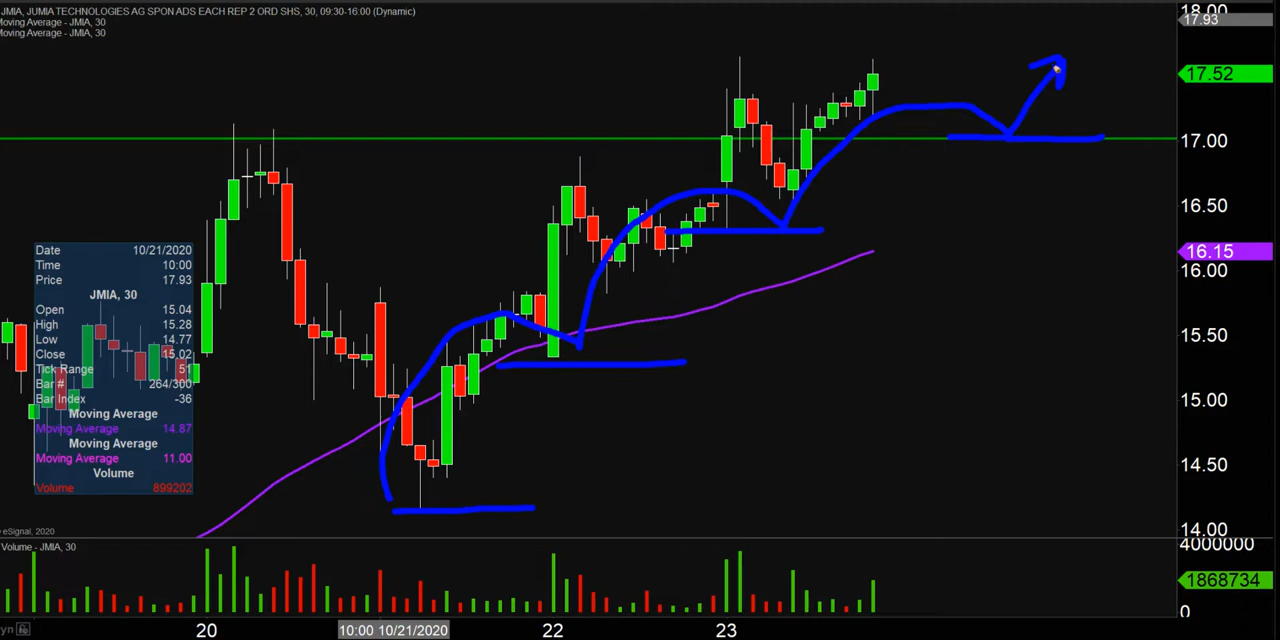 JMIA, JUMIA TECHNOLOGIES AG SPON ADS EACH REP 2 ORD SHS, 30, 09:30-16:00 (Dynamic)
Moving Average - JMIA, 30
Moving Average - JMIA, 30
18.00
17.93
17.52
17.00
16.50
16.15
16.00
15.50
15.00
14.50
14.00
Date 10/21/2020
Time 10:00
Price 17.93
JMIA, 30
Open 15.04
High 15.28
Low 14.77
Close 15.02
Tick Range 51
Bar # 264/300
Bar Index -36
Moving Average
Moving Average 14.87
Moving Average
Moving Average 11.00
Volume
Volume 899202
eSignal, 2020
Volume - JMIA, 30
4000000
1868734
0
yn 20 10:00 10/21/2020 22 23